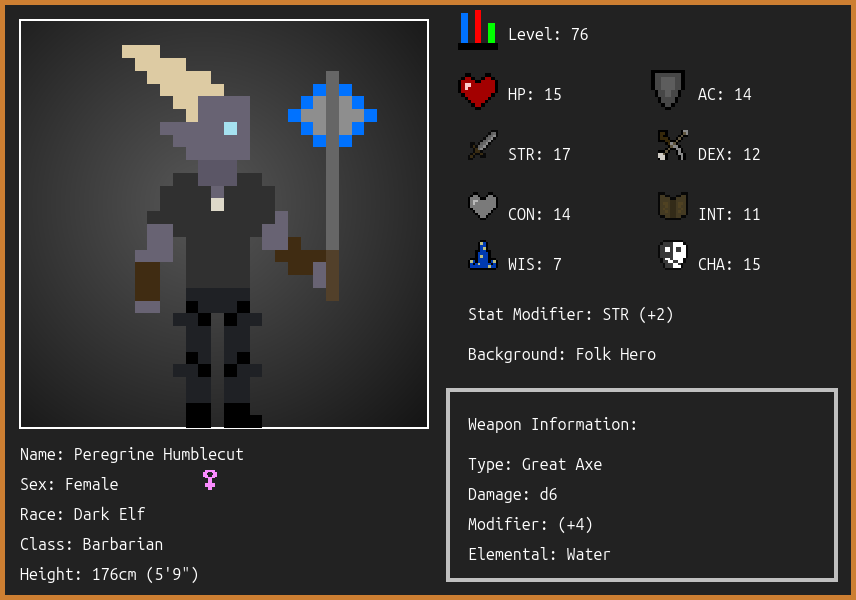 Level: 76
HP: 15
AC: 14
STR: 17
DEX: 12
CON: 14
INT: 11
WIS: 7
CHA: 15
Stat Modifier: STR (+2)
Background: Folk Hero
Weapon Information:
Type: Great Axe
Damage: d6
Modifier: (+4)
Elemental: Water
Name: Peregrine Humblecut
Sex: Female
Race: Dark Elf
Class: Barbarian
Height: 176cm (5'9")